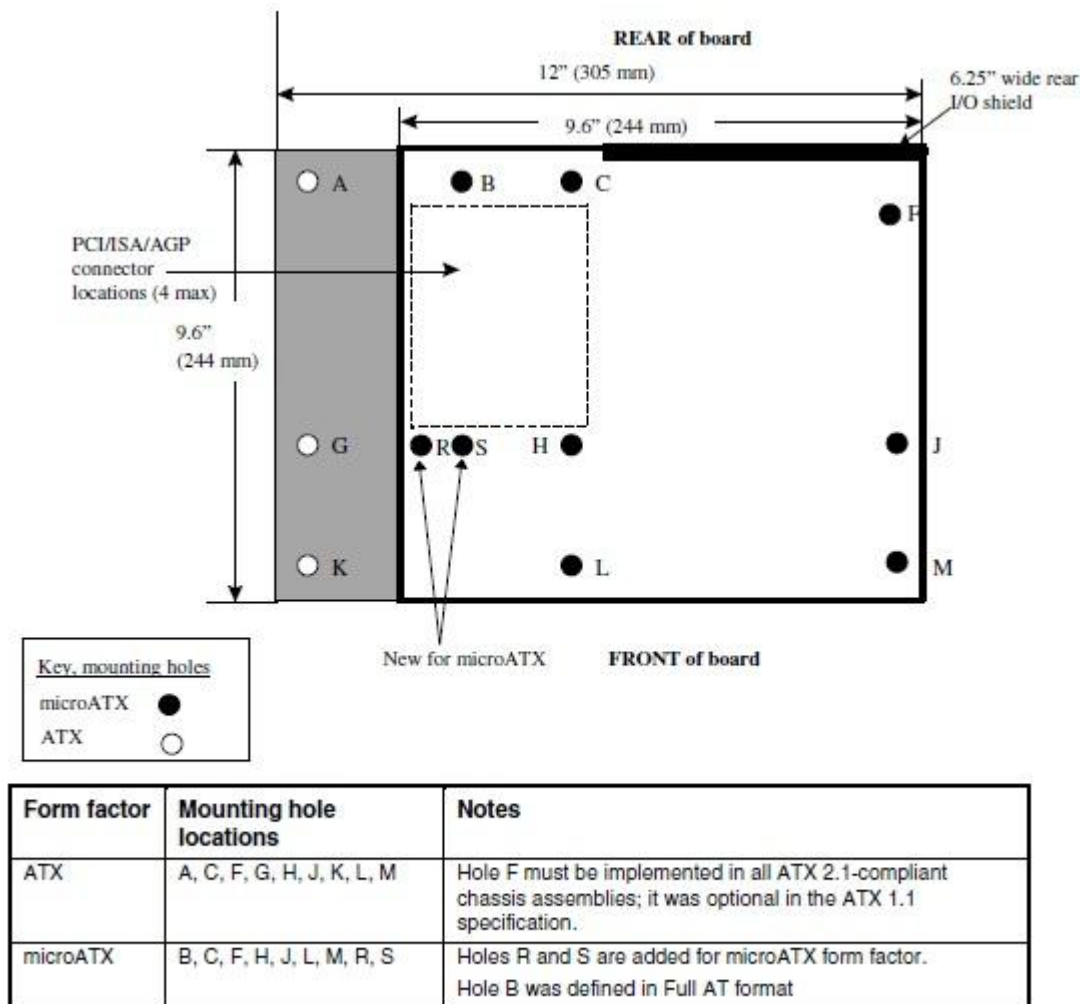 REAR of board
12” (305 mm)
6.25” wide rear
I/O shield
9.6” (244 mm)
A
B
C
F
PCI/ISA/AGP
connector
locations (4 max)
9.6”
(244 mm)
G
R
S
H
J
K
L
M
New for microATX
FRONT of board
Key, mounting holes
microATX
ATX
Form factor
Mounting hole
locations
Notes
ATX
A, C, F, G, H, J, K, L, M
Hole F must be implemented in all ATX 2.1-compliant
chassis assemblies; it was optional in the ATX 1.1
specification.
microATX
B, C, F, H, J, L, M, R, S
Holes R and S are added for microATX form factor.
Hole B was defined in Full AT format